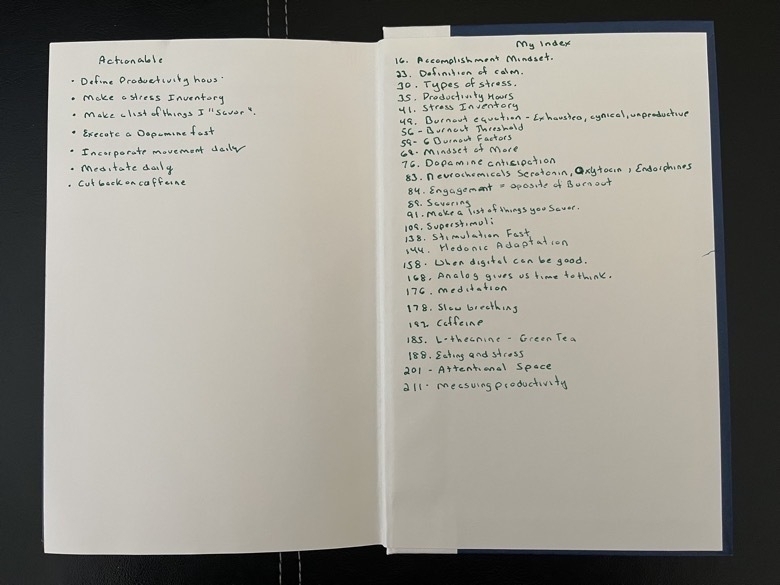 Actionable
• Define Productivity hous.
• Make a stress Inventory
• Make a list of things I "Savor".
• Execute a Dopamine fast
• Incorporate movement daily
• Meditate daily
• Cut back on caffeine
My Index
16. Accomplishment Mindset.
23. Definition of calm.
30. Types of stress.
35. Productivity Hours
41. Stress Inventory
49. Burnout equation - Exhausted, cynical, unproductive
56 - Burnout Threshold
59 - 6 Burnout Factors
69. Mindset of More
76. Dopamine anticipation
83. Neurochemicals Serotonin, Oxytocin, Endorphines
84. Engagement = oposite of Burnout
89. Savoring
91. Make a list of things you Savor.
109. Superstimuli
138. Stimulation Fast
144. Hedonic Adaptation
158. When digital can be good.
168. Analog gives us time to think.
176. Meditation
178. Slow breathing
192. Caffeine
185. L-theanine - Green Tea
188. Eating and stress
201 - Attentional Space
211 - Mecsuing productivity